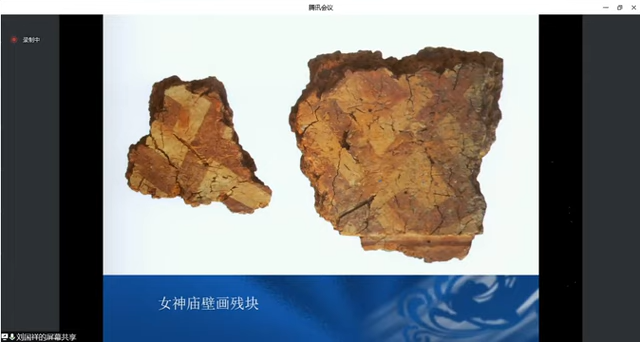 腾讯会议
录制中
女神庙壁画残块
刘国祥的屏幕共享